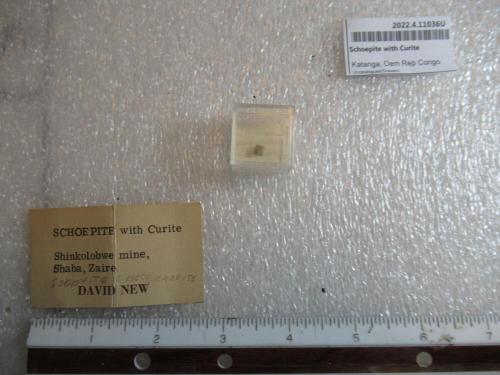 2022.4.11036U
Schoepite with Curite
Katanga, Dem Rep Congo
SCHOEPITE with Curite
Shinkolobwe mine,
Shaba, Zaire
DAVID NEW
1 2 3 4 5 6 7